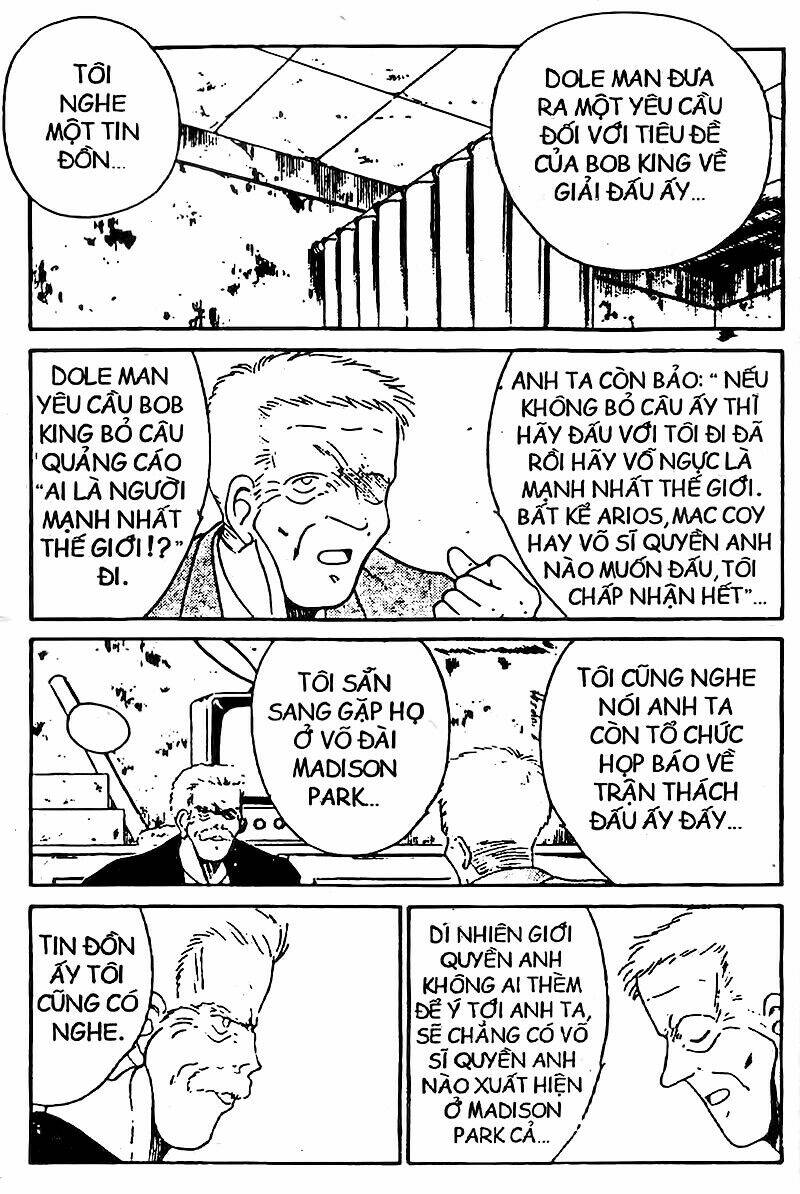 TÔI
NGHE
MỘT TIN
ĐỒN...
DOLE MAN ĐƯA
RA MỘT YÊU CẦU
ĐỐI VỚI TIÊU ĐỀ
CỦA BOB KING VỀ
GIẢI ĐẤU ẤY...
DOLE MAN
YÊU CẦU BOB
KING BỎ CÂU
QUẢNG CÁO
"AI LÀ NGƯỜI
MẠNH NHẤT
THẾ GIỚI!?"
ĐI.
ANH TA CÒN BẢO: " NẾU
KHÔNG BỎ CÂU ẤY THÌ
HÃY ĐẤU VỚI TÔI ĐI ĐÃ
RỒI HÃY VỖ NGỰC LÀ
MẠNH NHẤT THẾ GIỚI.
BẤT KỂ ARIOS, MAC COY
HAY VÕ SĨ QUYỀN ANH
NÀO MUỐN ĐẤU, TÔI
CHẤP NHẬN HẾT"...
TÔI SẴN
SANG GẶP HỌ
Ở VÕ ĐÀI
MADISON
PARK...
TÔI CŨNG NGHE
NÓI ANH TA
CÒN TỔ CHỨC
HỌP BÁO VỀ
TRẬN THÁCH
ĐẤU ẤY ĐẤY...
TIN ĐỒN
ẤY TÔI
CŨNG CÓ
NGHE.
DĨ NHIÊN GIỚI
QUYỀN ANH
KHÔNG AI THÈM
ĐỂ Ý TỚI ANH TA,
SẼ CHẲNG CÓ VÕ
SĨ QUYỀN ANH
NÀO XUẤT HIỆN
Ở MADISON
PARK CẢ...